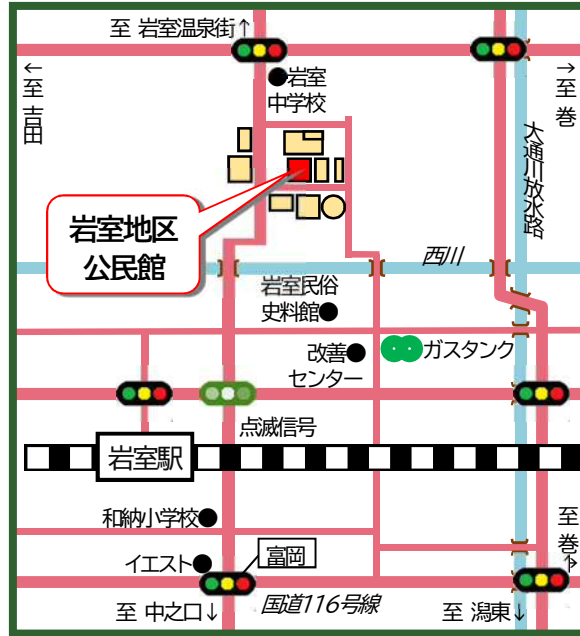 至 岩室温泉街↑
←至 吉田
→至 巻
岩室
中学校
大通川放水路
岩室地区
公民館
西川
岩室民俗
史料館
改善
センター
ガスタンク
点滅信号
岩室駅
和納小学校
至 巻→
イエスト
富岡
至 中之口↓
国道116号線
至 潟東↓